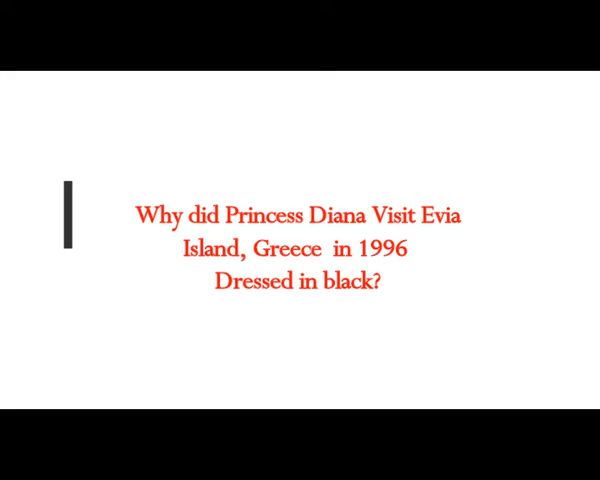 Why did Princess Diana Visit Evia
Island, Greece in 1996
Dressed in black?